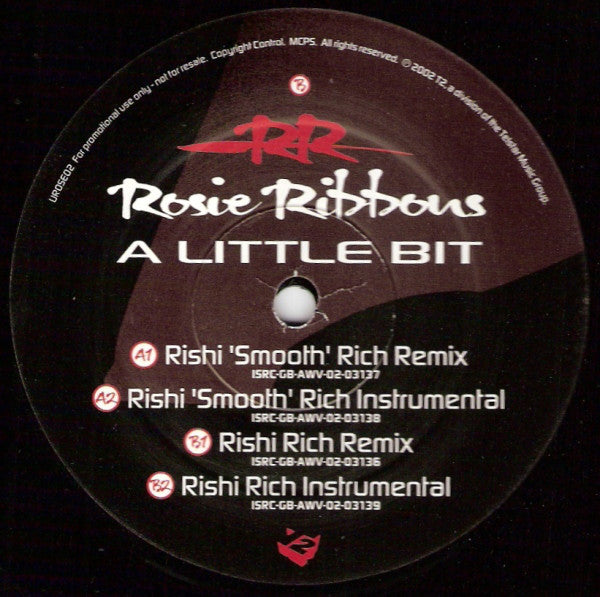 UROSE02 For promotional use only - not for resale. Copyright Control. MCPS. All rights reserved. © 2002 T2, a division of the Telstar Music Group.
B
RR
Rosie Ribbons
A LITTLE BIT
A1 Rishi 'Smooth' Rich Remix
ISRC-GB-AWV-02-03137
A2 Rishi 'Smooth' Rich Instrumental
ISRC-GB-AWV-02-03138
B1 Rishi Rich Remix
ISRC-GB-AWV-02-03136
B2 Rishi Rich Instrumental
ISRC-GB-AWV-02-03139